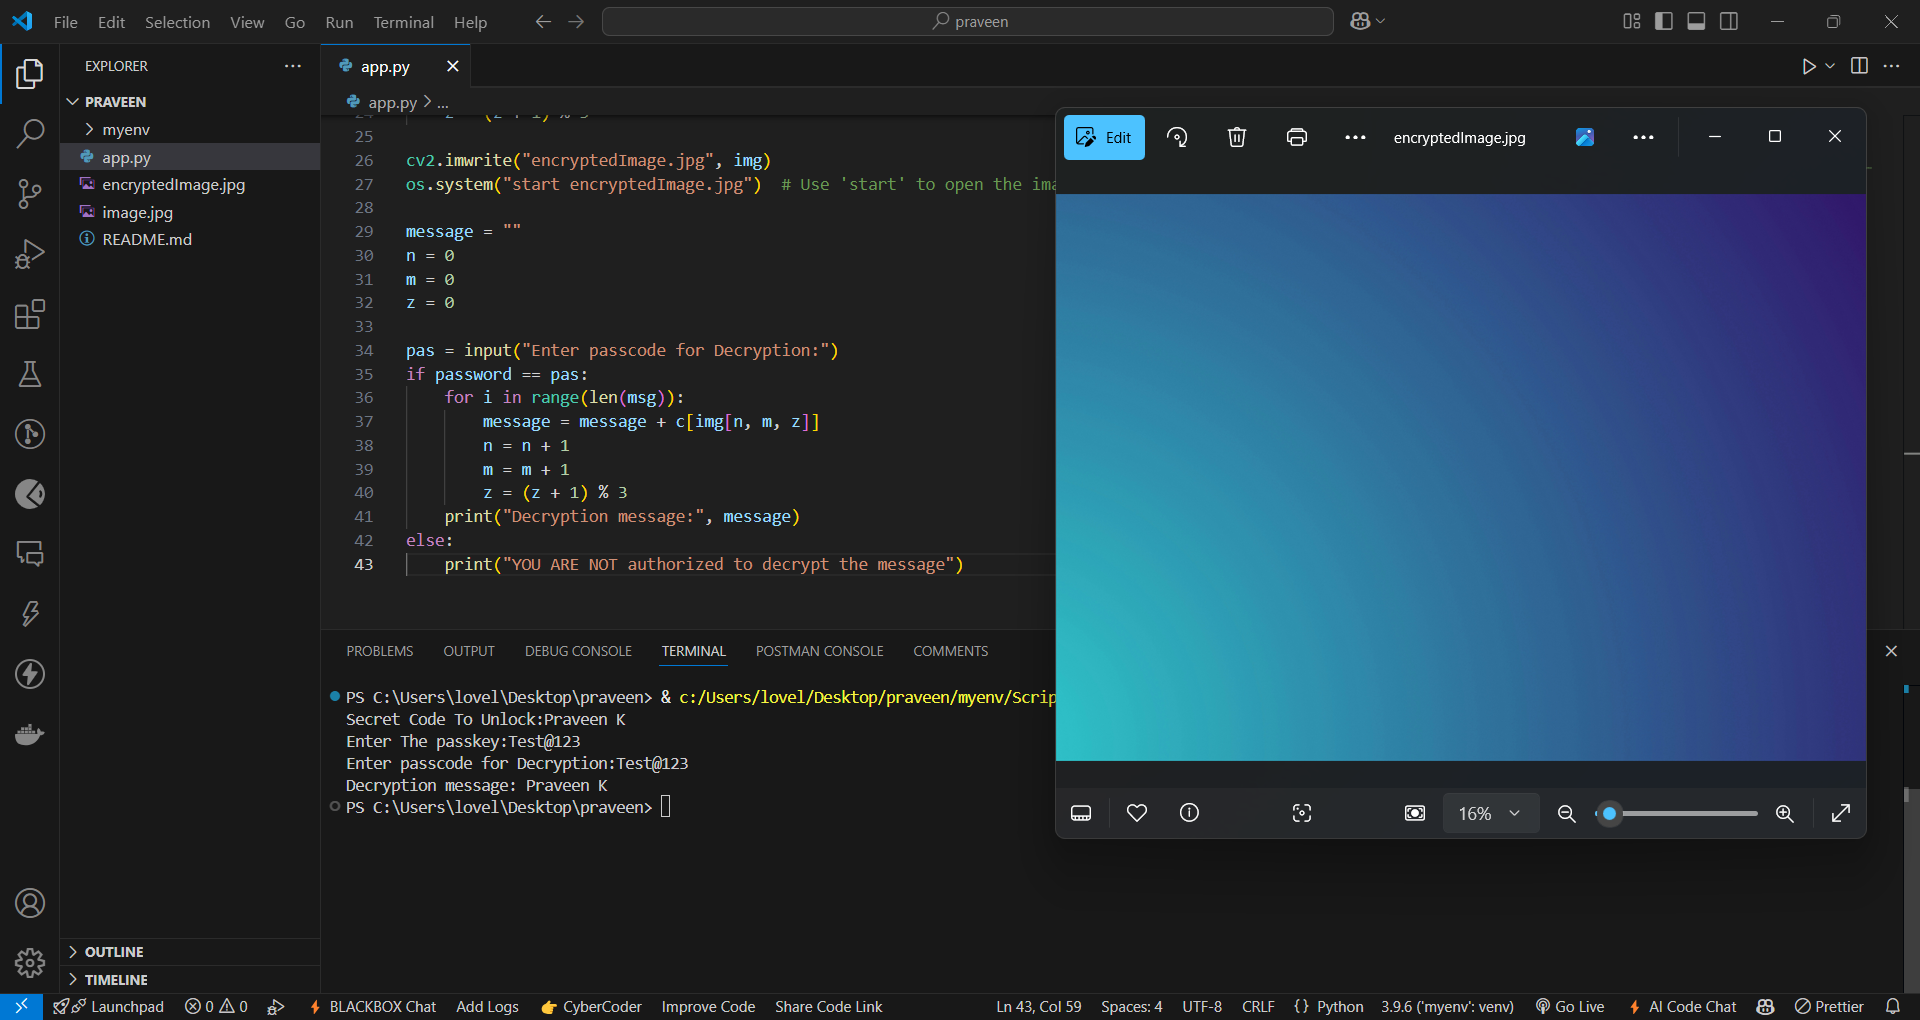 File Edit Selection View Go Run Terminal Help
praveen
EXPLORER
PRAVEEN
myenv
app.py
encryptedImage.jpg
image.jpg
README.md
OUTLINE
TIMELINE
app.py
app.py > ...
25
26 cv2.imwrite("encryptedImage.jpg", img)
27 os.system("start encryptedImage.jpg")  # Use 'start' to open the ima
28
29 message = ""
30 n = 0
31 m = 0
32 z = 0
33
34 pas = input("Enter passcode for Decryption:")
35 if password == pas:
36     for i in range(len(msg)):
37         message = message + c[img[n, m, z]]
38         n = n + 1
39         m = m + 1
40         z = (z + 1) % 3
41     print("Decryption message:", message)
42 else:
43     print("YOU ARE NOT authorized to decrypt the message")
PROBLEMS OUTPUT DEBUG CONSOLE TERMINAL POSTMAN CONSOLE COMMENTS
PS C:\Users\lovel\Desktop\praveen> & c:/Users/lovel/Desktop/praveen/myenv/Scrip
Secret Code To Unlock:Praveen K
Enter The passkey:Test@123
Enter passcode for Decryption:Test@123
Decryption message: Praveen K
PS C:\Users\lovel\Desktop\praveen>
Edit
encryptedImage.jpg
16%
Launchpad 0 0 BLACKBOX Chat Add Logs CyberCoder Improve Code Share Code Link Ln 43, Col 59 Spaces: 4 UTF-8 CRLF {} Python 3.9.6 ('myenv': venv) Go Live AI Code Chat Prettier